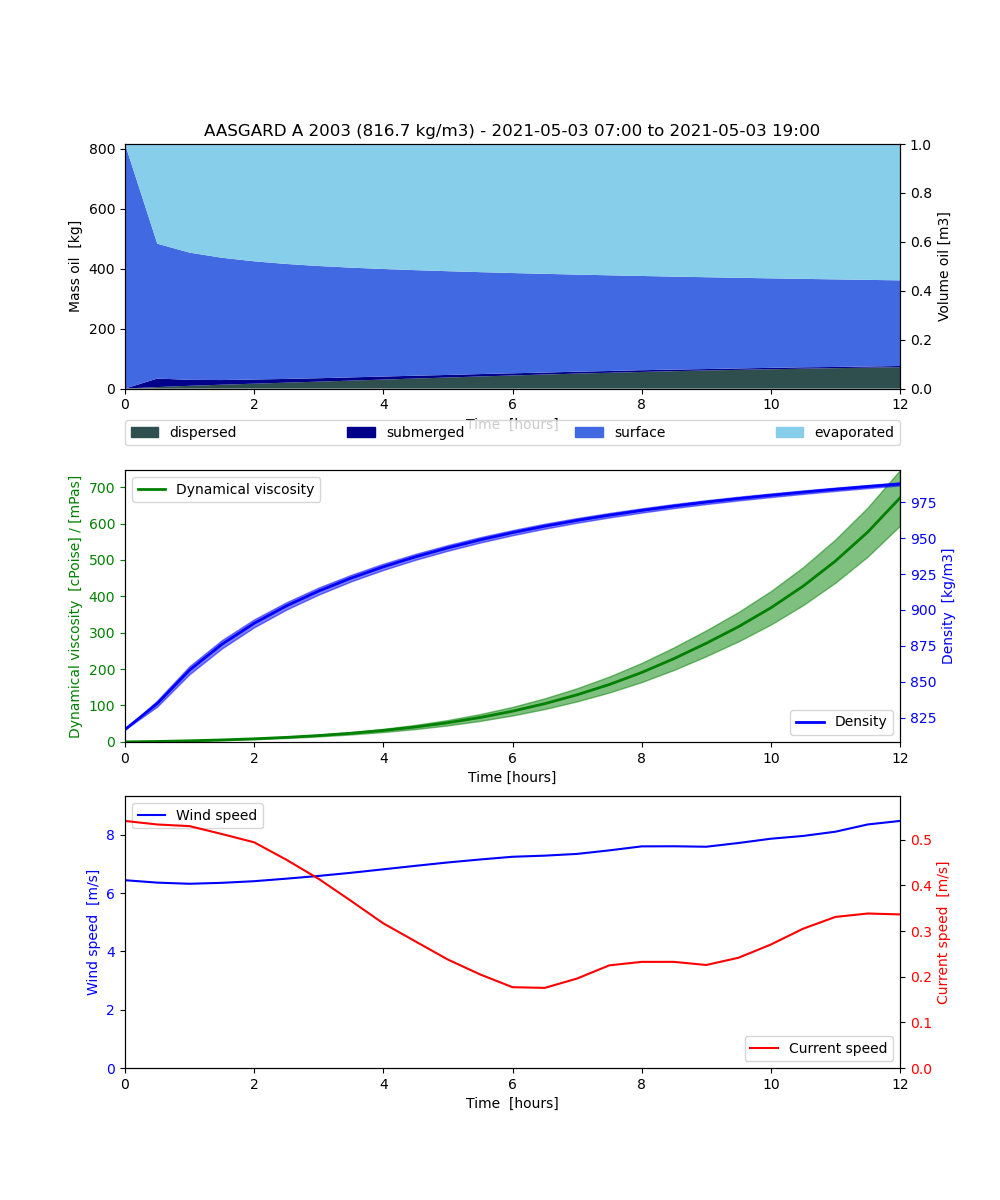 AASGARD A 2003 (816.7 kg/m3) - 2021-05-03 07:00 to 2021-05-03 19:00
800
600
400
200
0
Mass oil [kg]
1.0
0.8
0.6
0.4
0.2
0.0
Volume oil [m3]
0 2 4 6 8 10 12
Time [hours]
dispersed submerged surface evaporated
Dynamical viscosity
700
600
500
400
300
200
100
0
Dynamical viscosity [cPoise] / [mPas]
975
950
925
900
875
850
825
Density [kg/m3]
Density
0 2 4 6 8 10 12
Time [hours]
Wind speed
8
6
4
2
0
Wind speed [m/s]
0.5
0.4
0.3
0.2
0.1
0.0
Current speed [m/s]
Current speed
0 2 4 6 8 10 12
Time [hours]